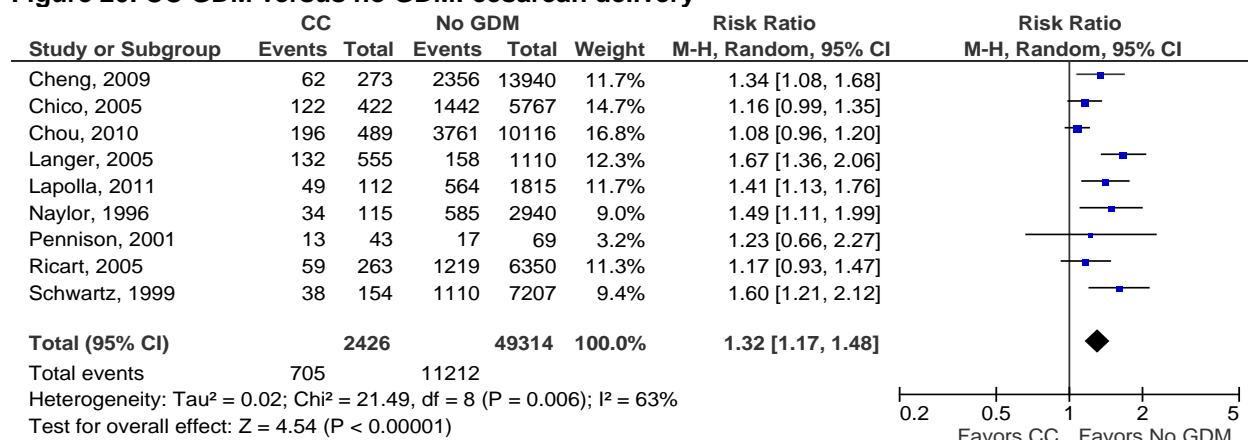 Figure 20. CC GDM versus no GDM: cesarean delivery
CC No GDM Risk Ratio Risk Ratio
Study or Subgroup Events Total Events Total Weight M-H, Random, 95% CI M-H, Random, 95% CI
Cheng, 2009 62 273 2356 13940 11.7% 1.34 [1.08, 1.68]
Chico, 2005 122 422 1442 5767 14.7% 1.16 [0.99, 1.35]
Chou, 2010 196 489 3761 10116 16.8% 1.08 [0.96, 1.20]
Langer, 2005 132 555 158 1110 12.3% 1.67 [1.36, 2.06]
Lapolla, 2011 49 112 564 1815 11.7% 1.41 [1.13, 1.76]
Naylor, 1996 34 115 585 2940 9.0% 1.49 [1.11, 1.99]
Pennison, 2001 13 43 17 69 3.2% 1.23 [0.66, 2.27]
Ricart, 2005 59 263 1219 6350 11.3% 1.17 [0.93, 1.47]
Schwartz, 1999 38 154 1110 7207 9.4% 1.60 [1.21, 2.12]
Total (95% CI) 2426 49314 100.0% 1.32 [1.17, 1.48]
Total events 705 11212
Heterogeneity: Tau² = 0.02; Chi² = 21.49, df = 8 (P = 0.006); I² = 63%
Test for overall effect: Z = 4.54 (P < 0.00001)
0.2 0.5 1 2 5
Favors CC Favors No GDM